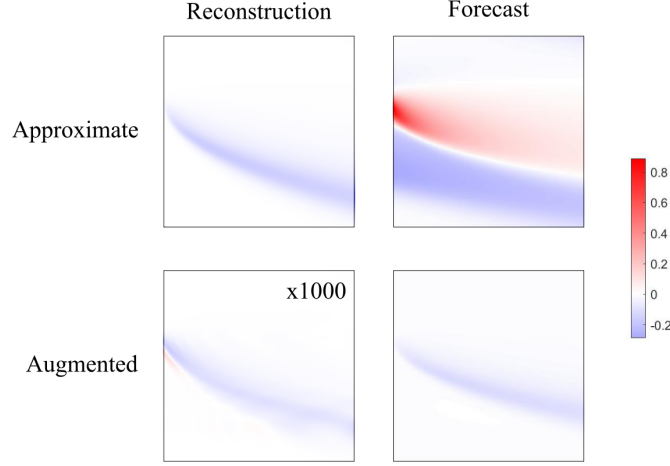 Reconstruction
Forecast
Approximate
0.8
0.6
0.4
0.2
0
-0.2
x1000
Augmented